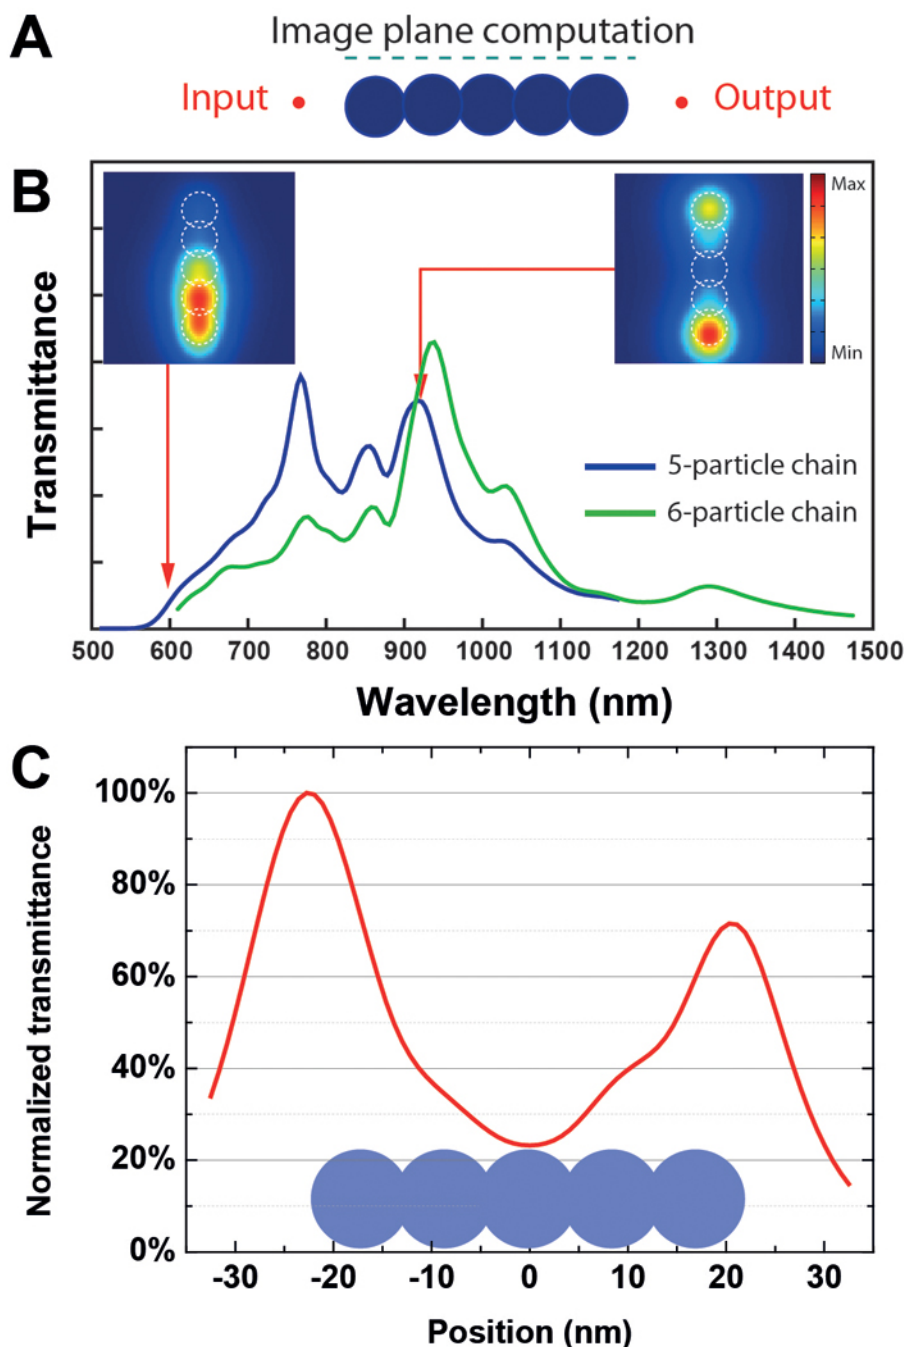 A
Image plane computation
Input
Output
B
Max
Min
Transmittance
5-particle chain
6-particle chain
500 600 700 800 900 1000 1100 1200 1300 1400 1500
Wavelength (nm)
C
Normalized transmittance
100%
80%
60%
40%
20%
0%
-30 -20 -10 0 10 20 30
Position (nm)